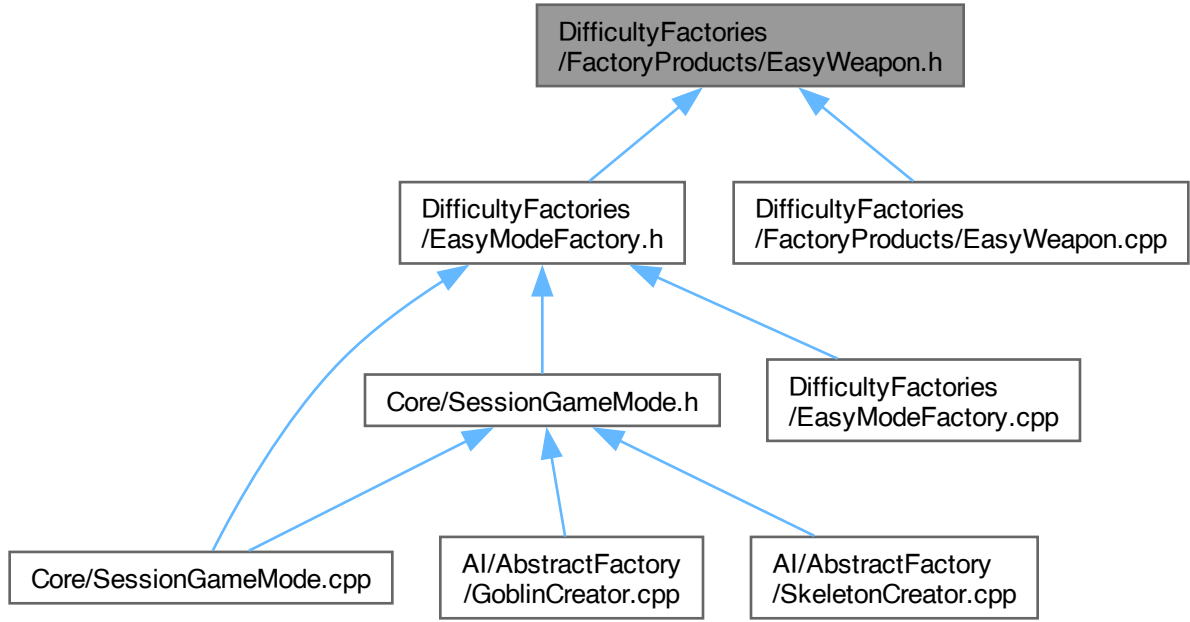 DifficultyFactories
/FactoryProducts/EasyWeapon.h
DifficultyFactories
/EasyModeFactory.h
DifficultyFactories
/FactoryProducts/EasyWeapon.cpp
Core/SessionGameMode.h
DifficultyFactories
/EasyModeFactory.cpp
Core/SessionGameMode.cpp
AI/AbstractFactory
/GoblinCreator.cpp
AI/AbstractFactory
/SkeletonCreator.cpp